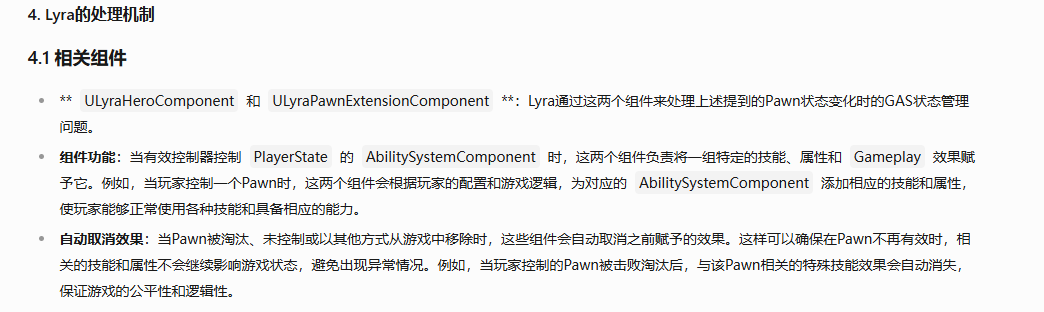 4. Lyra的处理机制
4.1 相关组件
** ULyraHeroComponent 和 ULyraPawnExtensionComponent **：Lyra通过这两个组件来处理上述提到的Pawn状态变化时的GAS状态管理
问题。
组件功能：当有效控制器控制 PlayerState 的 AbilitySystemComponent 时，这两个组件负责将一组特定的技能、属性和 Gameplay 效果赋
予它。例如，当玩家控制一个Pawn时，这两个组件会根据玩家的配置和游戏逻辑，为对应的 AbilitySystemComponent 添加相应的技能和属性，
使玩家能够正常使用各种技能和具备相应的能力。
自动取消效果：当Pawn被淘汰、未控制或以其他方式从游戏中移除时，这些组件会自动取消之前赋予的效果。这样可以确保在Pawn不再有效时，相
关的技能和属性不会继续影响游戏状态，避免出现异常情况。例如，当玩家控制的Pawn被击败淘汰后，与该Pawn相关的特殊技能效果会自动消失，
保证游戏的公平性和逻辑性。